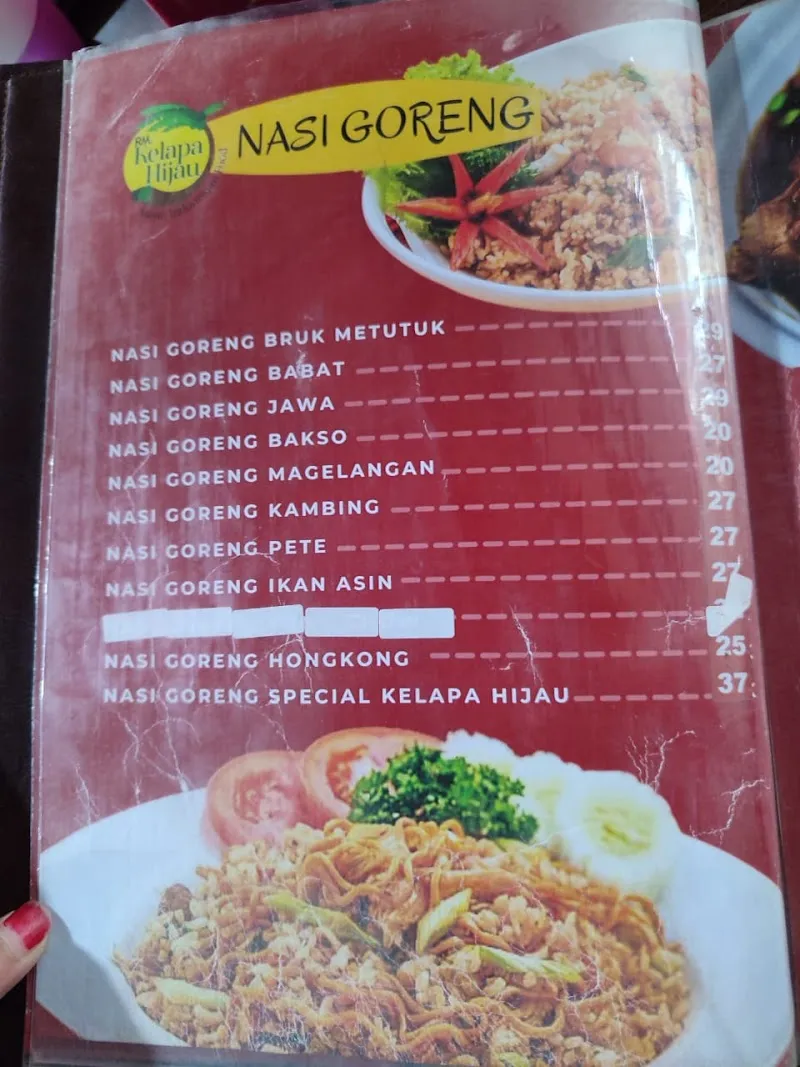 RM. Kelapa Hijau
NASI GORENG
NASI GORENG BRUK METUTUK 29
NASI GORENG BABAT 27
NASI GORENG JAWA 29
NASI GORENG BAKSO 20
NASI GORENG MAGELANGAN 20
NASI GORENG KAMBING 27
NASI GORENG PETE 27
NASI GORENG IKAN ASIN 27
NASI GORENG HONGKONG 25
NASI GORENG SPECIAL KELAPA HIJAU 37